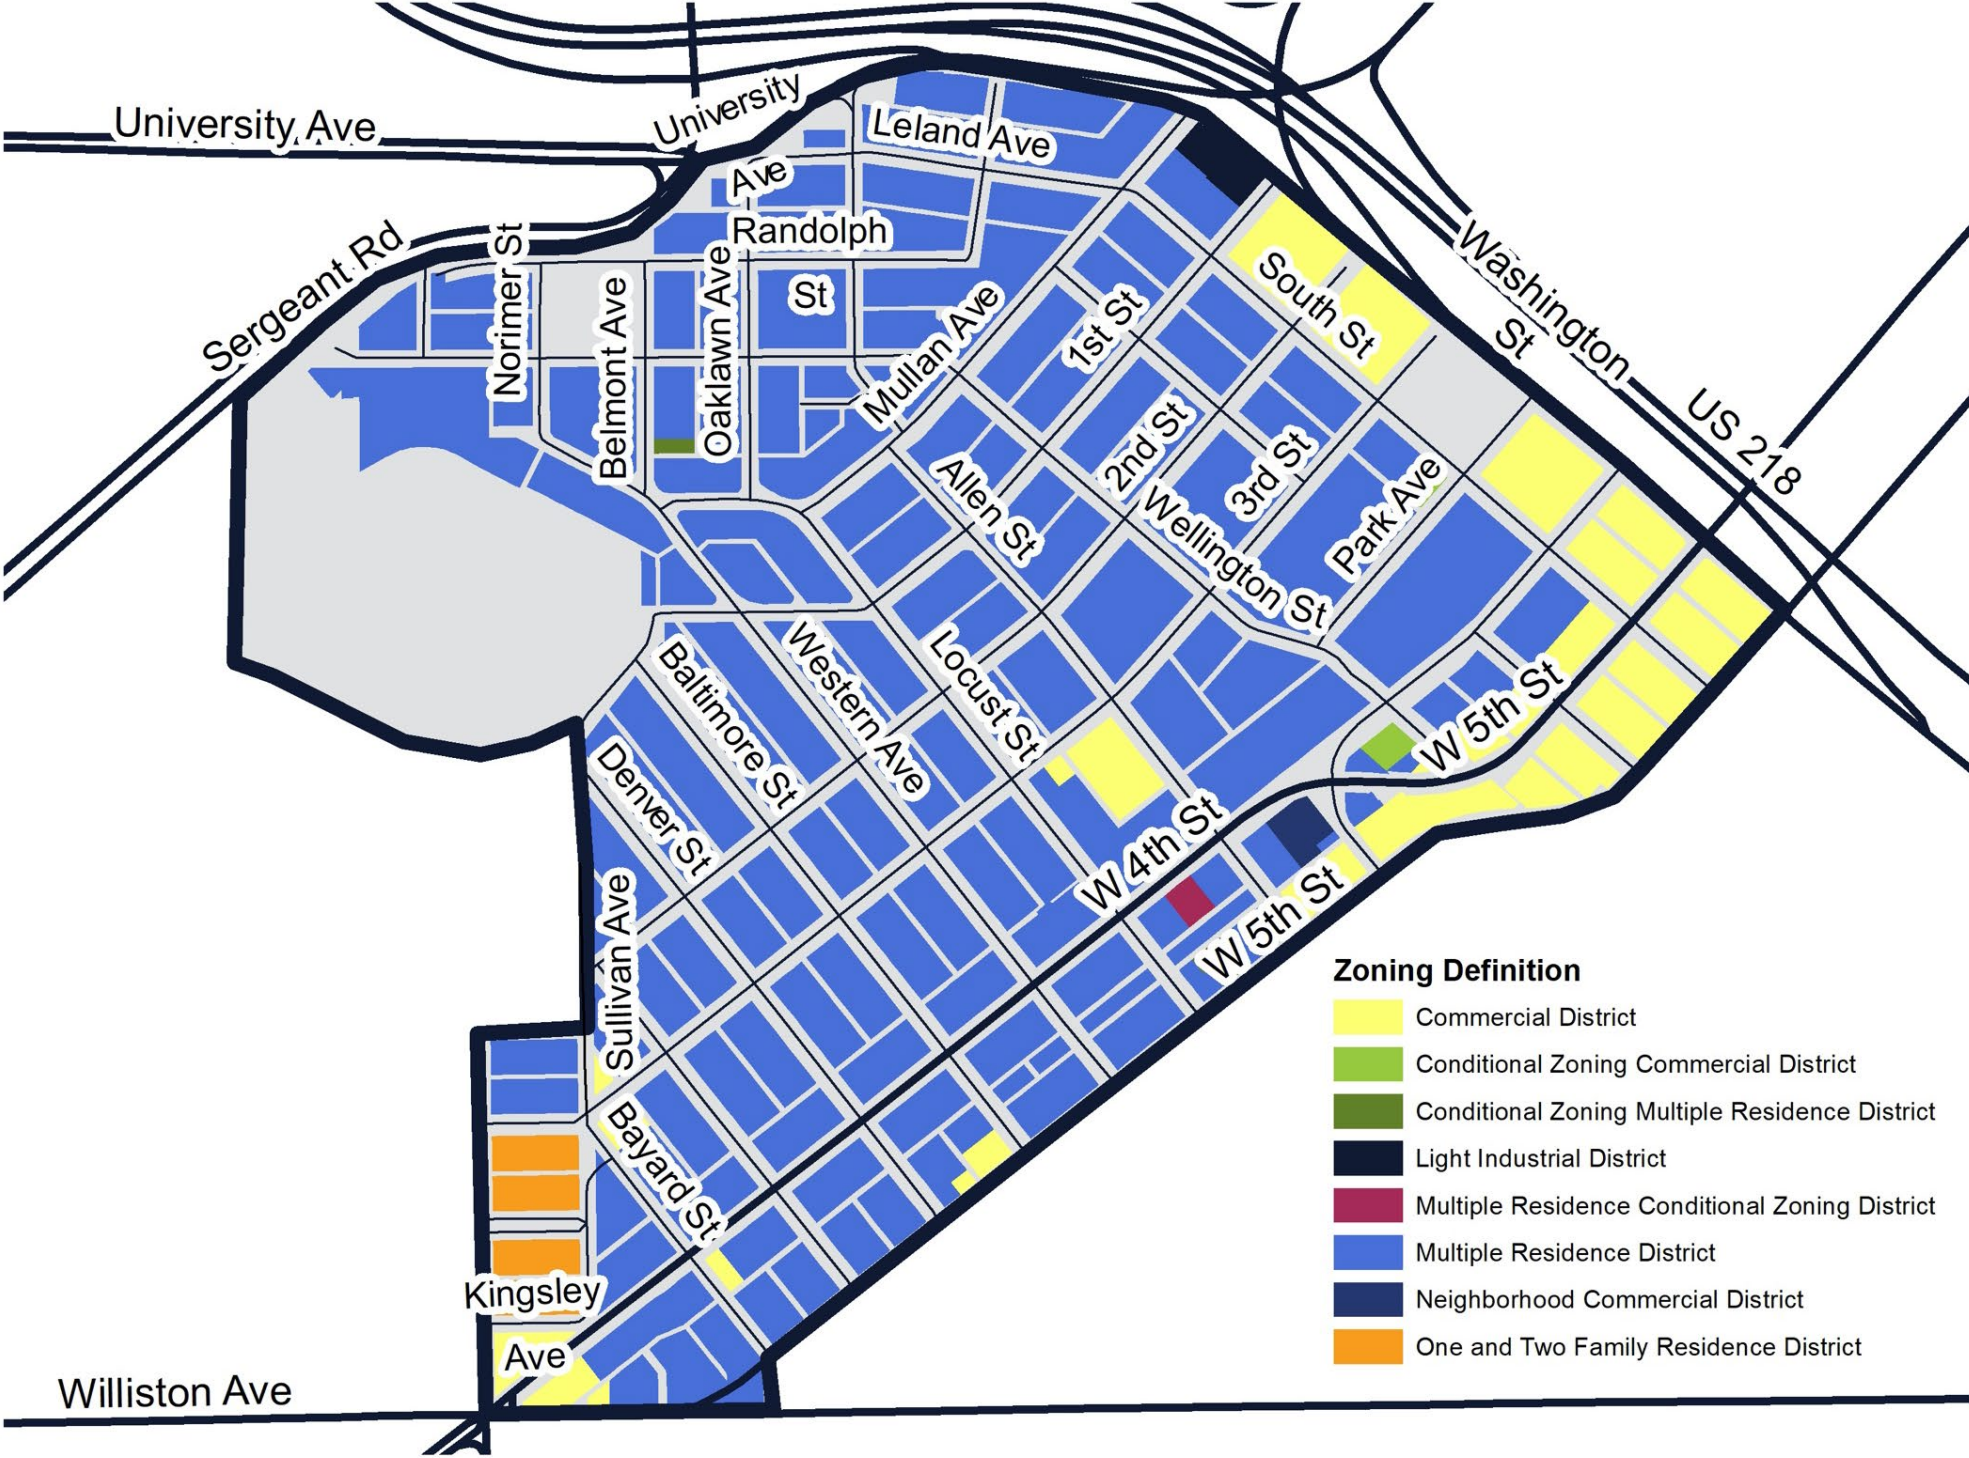 University Ave
University
Ave
Leland Ave
Randolph
St
Sergeant Rd
Norimer St
Belmont Ave
Oaklawn Ave
Mullan Ave
1st St
South St
Washington
St
US 218
2nd St
3rd St
Park Ave
Allen St
Wellington St
Locust St
Western Ave
Baltimore St
Denver St
W 5th St
W 4th St
W 5th St
Sullivan Ave
Bayard St
Kingsley
Ave
Williston Ave
Zoning Definition
Commercial District
Conditional Zoning Commercial District
Conditional Zoning Multiple Residence District
Light Industrial District
Multiple Residence Conditional Zoning District
Multiple Residence District
Neighborhood Commercial District
One and Two Family Residence District